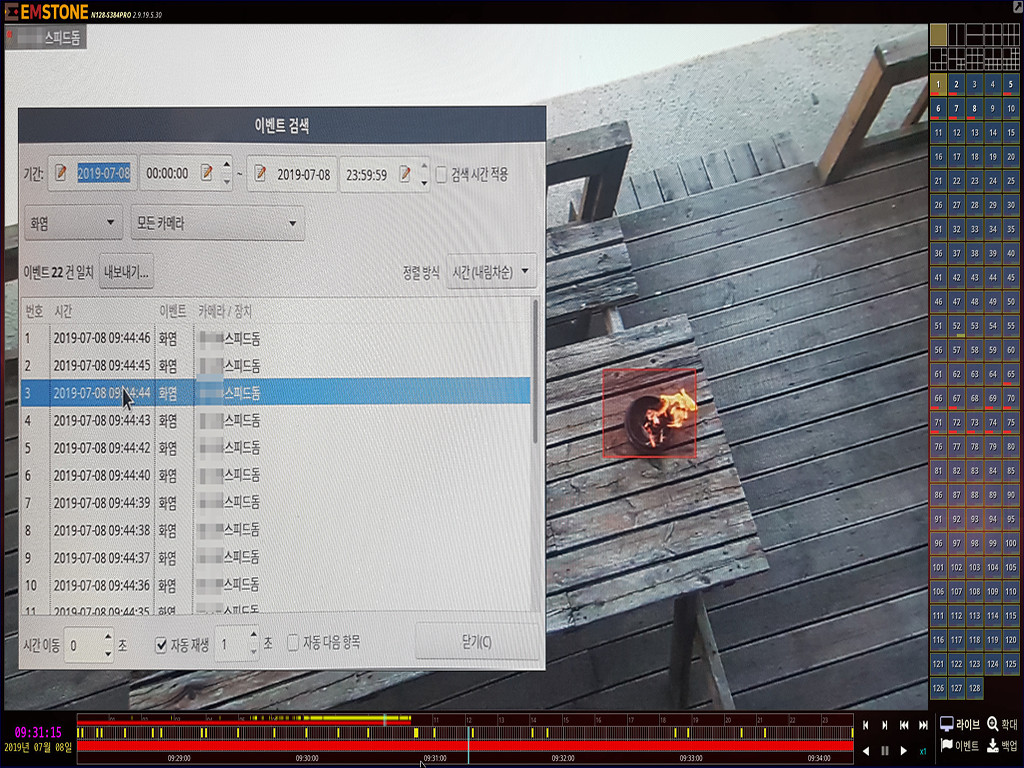 EMSTONE N128-S384PRO 2.9.19.5.30
스피드돔
이벤트 검색
기간: 2019-07-08 00:00:00 ~ 2019-07-08 23:59:59 검색 시간 적용
화염 모든 카메라
이벤트 22 건 일치 내보내기... 정렬 방식 시간 (내림차순)
번호 시간 이벤트 카메라 / 장치
1 2019-07-08 09:44:46 화염 스피드돔
2 2019-07-08 09:44:45 화염 스피드돔
3 2019-07-08 09:44:44 화염 스피드돔
4 2019-07-08 09:44:43 화염 스피드돔
5 2019-07-08 09:44:42 화염 스피드돔
6 2019-07-08 09:44:40 화염 스피드돔
7 2019-07-08 09:44:39 화염 스피드돔
8 2019-07-08 09:44:38 화염 스피드돔
9 2019-07-08 09:44:37 화염 스피드돔
10 2019-07-08 09:44:36 화염 스피드돔
11 2019-07-08 09:44:35 화염 스피드돔
시간 이동 0 초 자동 재생 1 초 자동 다음 항목 닫기(C)
1 2 3 4 5
6 7 8 9 10
11 12 13 14 15
16 17 18 19 20
21 22 23 24 25
26 27 28 29 30
31 32 33 34 35
36 37 38 39 40
41 42 43 44 45
46 47 48 49 50
51 52 53 54 55
56 57 58 59 60
61 62 63 64 65
66 67 68 69 70
71 72 73 74 75
76 77 78 79 80
81 82 83 84 85
86 87 88 89 90
91 92 93 94 95
96 97 98 99 100
101 102 103 104 105
106 107 108 109 110
111 112 113 114 115
116 117 118 119 120
121 122 123 124 125
126 127 128
11 12 13 14 15 16 17 18 19 20 21 22 23
09:31:15
2019년 07월 08일
09:29:00 09:30:00 09:31:00 09:32:00 09:33:00 09:34:00
x1
라이브 확대
이벤트 백업